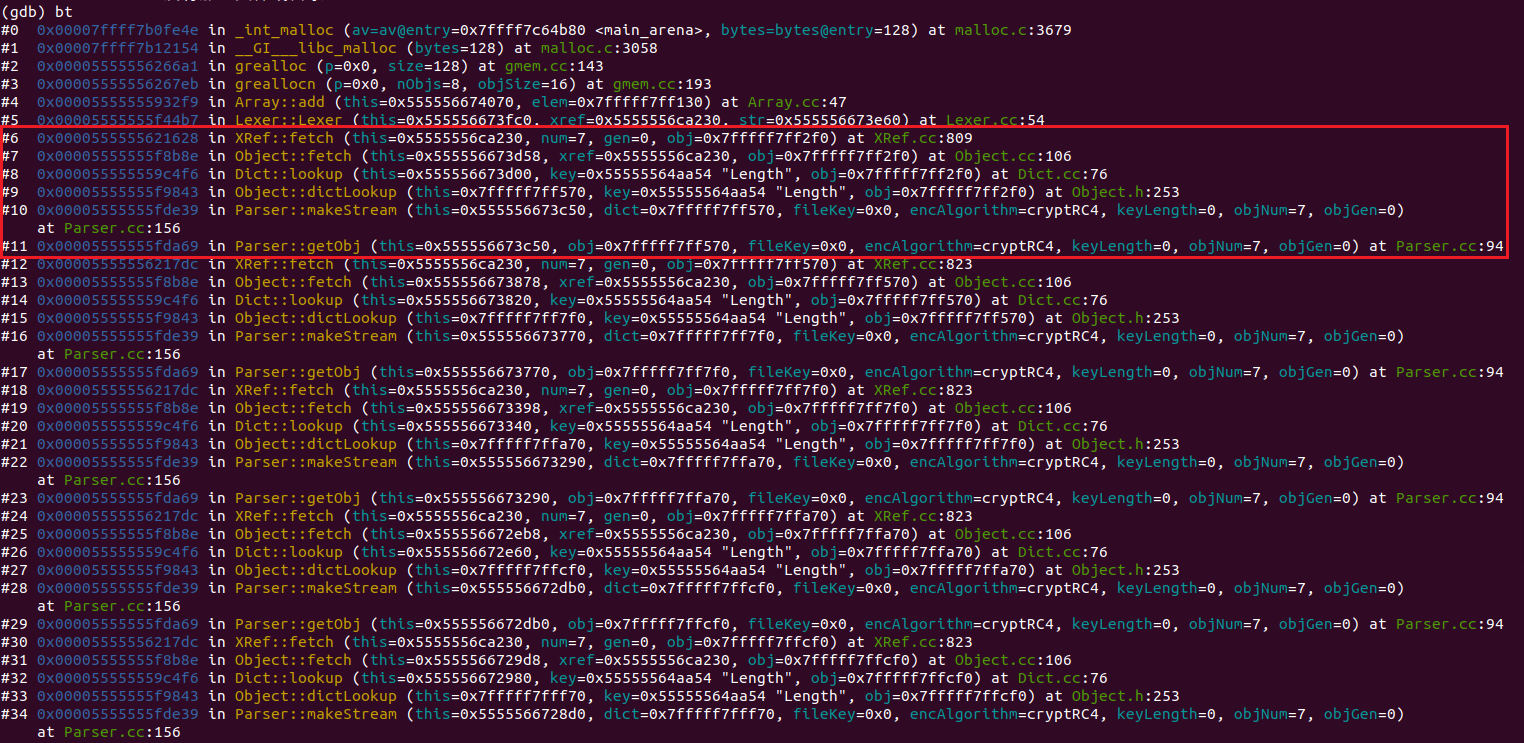 (gdb) bt
#0  0x00007ffff7b0fe4e in _int_malloc (av=av@entry=0x7ffff7c64b80 <main_arena>, bytes=bytes@entry=128) at malloc.c:3679
#1  0x00007ffff7b12154 in __GI___libc_malloc (bytes=128) at malloc.c:3058
#2  0x00005555556266a1 in grealloc (p=0x0, size=128) at gmem.cc:143
#3  0x00005555556267eb in greallocn (p=0x0, nObjs=8, objSize=16) at gmem.cc:193
#4  0x00005555555932f9 in Array::add (this=0x555556674070, elem=0x7fffff7ff130) at Array.cc:47
#5  0x00005555555f44b7 in Lexer::Lexer (this=0x555556673fc0, xref=0x5555556ca230, str=0x555556673e60) at Lexer.cc:54
#6  0x0000555555621628 in XRef::fetch (this=0x5555556ca230, num=7, gen=0, obj=0x7fffff7ff2f0) at XRef.cc:809
#7  0x00005555555f8b8e in Object::fetch (this=0x555556673d58, xref=0x5555556ca230, obj=0x7fffff7ff2f0) at Object.cc:106
#8  0x000055555559c4f6 in Dict::lookup (this=0x555556673d00, key=0x55555564aa54 "Length", obj=0x7fffff7ff2f0) at Dict.cc:76
#9  0x00005555555f9843 in Object::dictLookup (this=0x7fffff7ff570, key=0x55555564aa54 "Length", obj=0x7fffff7ff2f0) at Object.h:253
#10 0x00005555555fde39 in Parser::makeStream (this=0x555556673c50, dict=0x7fffff7ff570, fileKey=0x0, encAlgorithm=cryptRC4, keyLength=0, objNum=7, objGen=0)
at Parser.cc:156
#11 0x00005555555fda69 in Parser::getObj (this=0x555556673c50, obj=0x7fffff7ff570, fileKey=0x0, encAlgorithm=cryptRC4, keyLength=0, objNum=7, objGen=0) at Parser.cc:94
#12 0x00005555556217dc in XRef::fetch (this=0x5555556ca230, num=7, gen=0, obj=0x7fffff7ff570) at XRef.cc:823
#13 0x00005555555f8b8e in Object::fetch (this=0x555556673878, xref=0x5555556ca230, obj=0x7fffff7ff570) at Object.cc:106
#14 0x000055555559c4f6 in Dict::lookup (this=0x555556673820, key=0x55555564aa54 "Length", obj=0x7fffff7ff570) at Dict.cc:76
#15 0x00005555555f9843 in Object::dictLookup (this=0x7fffff7ff7f0, key=0x55555564aa54 "Length", obj=0x7fffff7ff570) at Object.h:253
#16 0x00005555555fde39 in Parser::makeStream (this=0x555556673770, dict=0x7fffff7ff7f0, fileKey=0x0, encAlgorithm=cryptRC4, keyLength=0, objNum=7, objGen=0)
at Parser.cc:156
#17 0x00005555555fda69 in Parser::getObj (this=0x555556673770, obj=0x7fffff7ff7f0, fileKey=0x0, encAlgorithm=cryptRC4, keyLength=0, objNum=7, objGen=0) at Parser.cc:94
#18 0x00005555556217dc in XRef::fetch (this=0x5555556ca230, num=7, gen=0, obj=0x7fffff7ff7f0) at XRef.cc:823
#19 0x00005555555f8b8e in Object::fetch (this=0x555556673398, xref=0x5555556ca230, obj=0x7fffff7ff7f0) at Object.cc:106
#20 0x000055555559c4f6 in Dict::lookup (this=0x555556673340, key=0x55555564aa54 "Length", obj=0x7fffff7ff7f0) at Dict.cc:76
#21 0x00005555555f9843 in Object::dictLookup (this=0x7fffff7ffa70, key=0x55555564aa54 "Length", obj=0x7fffff7ff7f0) at Object.h:253
#22 0x00005555555fde39 in Parser::makeStream (this=0x555556673290, dict=0x7fffff7ffa70, fileKey=0x0, encAlgorithm=cryptRC4, keyLength=0, objNum=7, objGen=0)
at Parser.cc:156
#23 0x00005555555fda69 in Parser::getObj (this=0x555556673290, obj=0x7fffff7ffa70, fileKey=0x0, encAlgorithm=cryptRC4, keyLength=0, objNum=7, objGen=0) at Parser.cc:94
#24 0x00005555556217dc in XRef::fetch (this=0x5555556ca230, num=7, gen=0, obj=0x7fffff7ffa70) at XRef.cc:823
#25 0x00005555555f8b8e in Object::fetch (this=0x555556672eb8, xref=0x5555556ca230, obj=0x7fffff7ffa70) at Object.cc:106
#26 0x000055555559c4f6 in Dict::lookup (this=0x555556672e60, key=0x55555564aa54 "Length", obj=0x7fffff7ffa70) at Dict.cc:76
#27 0x00005555555f9843 in Object::dictLookup (this=0x7fffff7ffcf0, key=0x55555564aa54 "Length", obj=0x7fffff7ffa70) at Object.h:253
#28 0x00005555555fde39 in Parser::makeStream (this=0x555556672db0, dict=0x7fffff7ffcf0, fileKey=0x0, encAlgorithm=cryptRC4, keyLength=0, objNum=7, objGen=0)
at Parser.cc:156
#29 0x00005555555fda69 in Parser::getObj (this=0x555556672db0, obj=0x7fffff7ffcf0, fileKey=0x0, encAlgorithm=cryptRC4, keyLength=0, objNum=7, objGen=0) at Parser.cc:94
#30 0x00005555556217dc in XRef::fetch (this=0x5555556ca230, num=7, gen=0, obj=0x7fffff7ffcf0) at XRef.cc:823
#31 0x00005555555f8b8e in Object::fetch (this=0x5555566729d8, xref=0x5555556ca230, obj=0x7fffff7ffcf0) at Object.cc:106
#32 0x000055555559c4f6 in Dict::lookup (this=0x555556672980, key=0x55555564aa54 "Length", obj=0x7fffff7ffcf0) at Dict.cc:76
#33 0x00005555555f9843 in Object::dictLookup (this=0x7fffff7fff70, key=0x55555564aa54 "Length", obj=0x7fffff7ffcf0) at Object.h:253
#34 0x00005555555fde39 in Parser::makeStream (this=0x5555566728d0, dict=0x7fffff7fff70, fileKey=0x0, encAlgorithm=cryptRC4, keyLength=0, objNum=7, objGen=0)
at Parser.cc:156